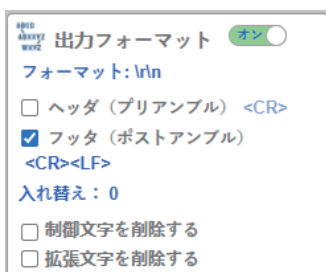 ABCD
ABXYYZ
WXYZ
出力フォーマット オン
フォーマット: \r\n
ヘッダ（プリアンブル） <CR>
フッタ（ポストアンブル）
<CR><LF>
入れ替え： 0
制御文字を削除する
拡張文字を削除する